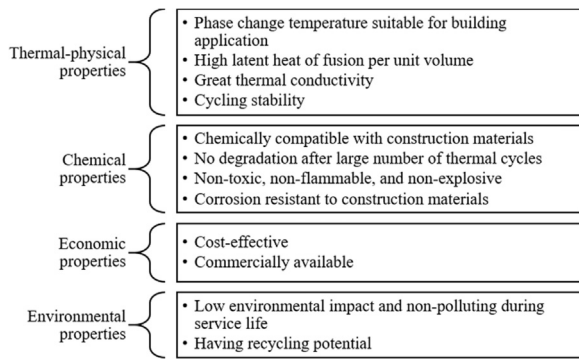 Thermal-physical
properties
• Phase change temperature suitable for building
application
• High latent heat of fusion per unit volume
• Great thermal conductivity
• Cycling stability
Chemical
properties
• Chemically compatible with construction materials
• No degradation after large number of thermal cycles
• Non-toxic, non-flammable, and non-explosive
• Corrosion resistant to construction materials
Economic
properties
• Cost-effective
• Commercially available
Environmental
properties
• Low environmental impact and non-polluting during
service life
• Having recycling potential